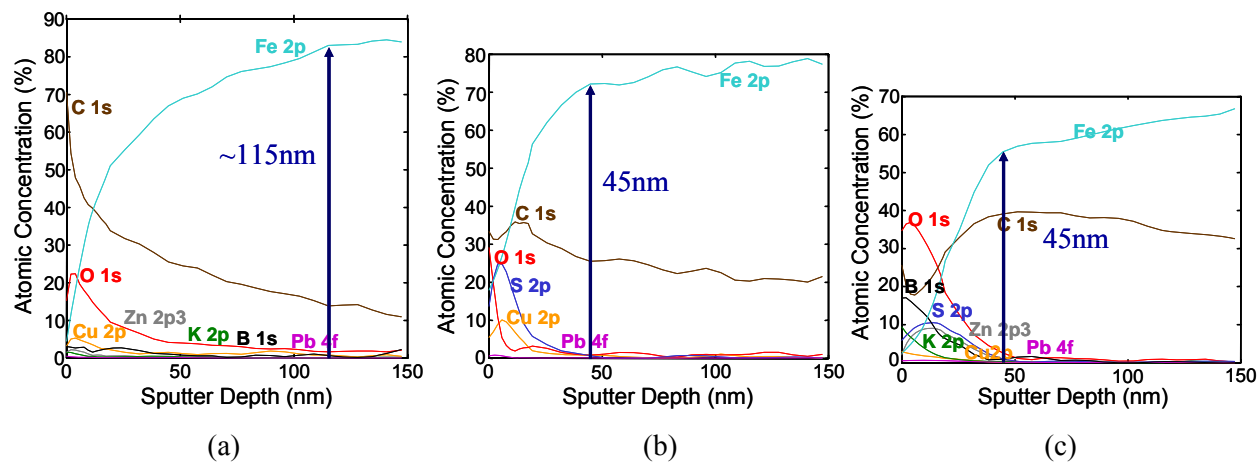 90
80
70
60
50
40
30
20
10
0
Atomic Concentration (%)
Fe 2p
C 1s
~115nm
O 1s
Cu 2p
Zn 2p3
K 2p
B 1s
Pb 4f
0 50 100 150
Sputter Depth (nm)
(a)
80
70
60
50
40
30
20
10
0
Atomic Concentration (%)
Fe 2p
45nm
C 1s
O 1s
S 2p
Cu 2p
Pb 4f
0 50 100 150
Sputter Depth (nm)
(b)
70
60
50
40
30
20
10
0
Atomic Concentration (%)
Fe 2p
O 1s
C 1s
45nm
B 1s
S 2p
Zn 2p3
K 2p
Cu 2p
Pb 4f
0 50 100 150
Sputter Depth (nm)
(c)